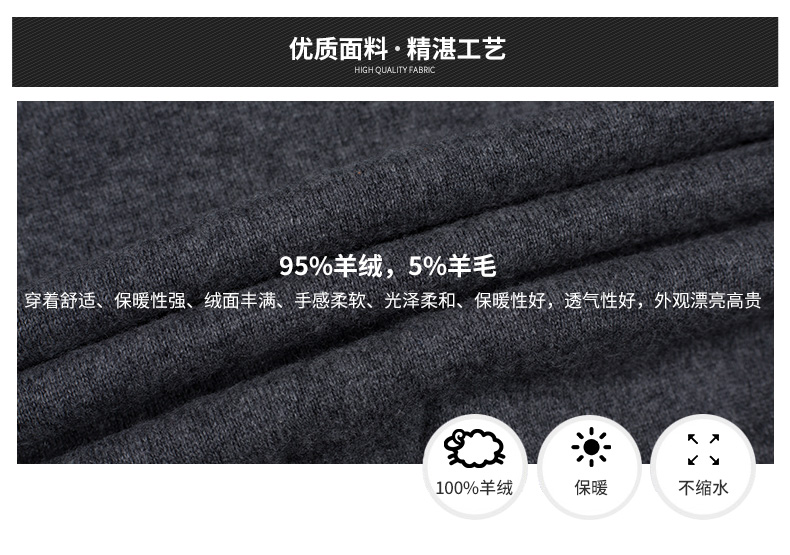 优质面料·精湛工艺
HIGH QUALITY FABRIC
95%羊绒，5%羊毛
穿着舒适、保暖性强、绒面丰满、手感柔软、光泽柔和、保暖性好，透气性好，外观漂亮高贵
100%羊绒
保暖
不缩水